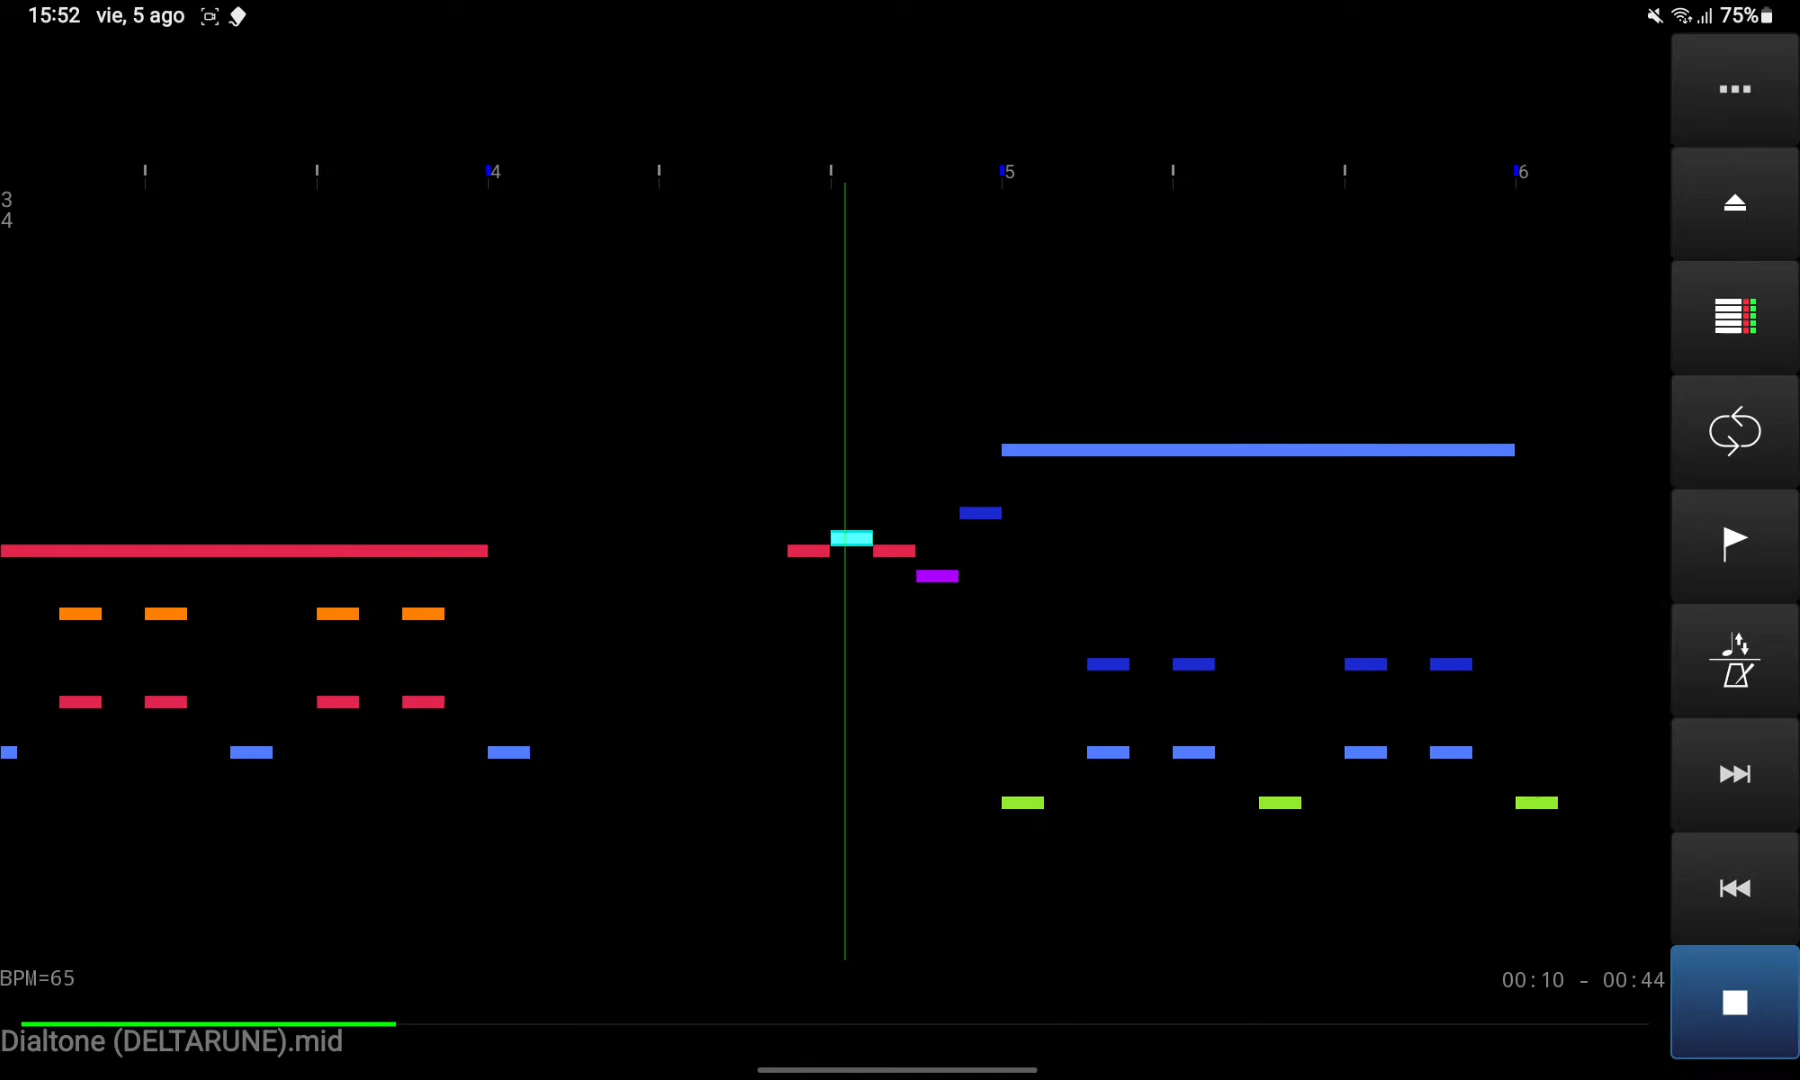 15:52 vie, 5 ago 75%
4 5 6
3
4
BPM=65 00:10 - 00:44
Dialtone (DELTARUNE).mid